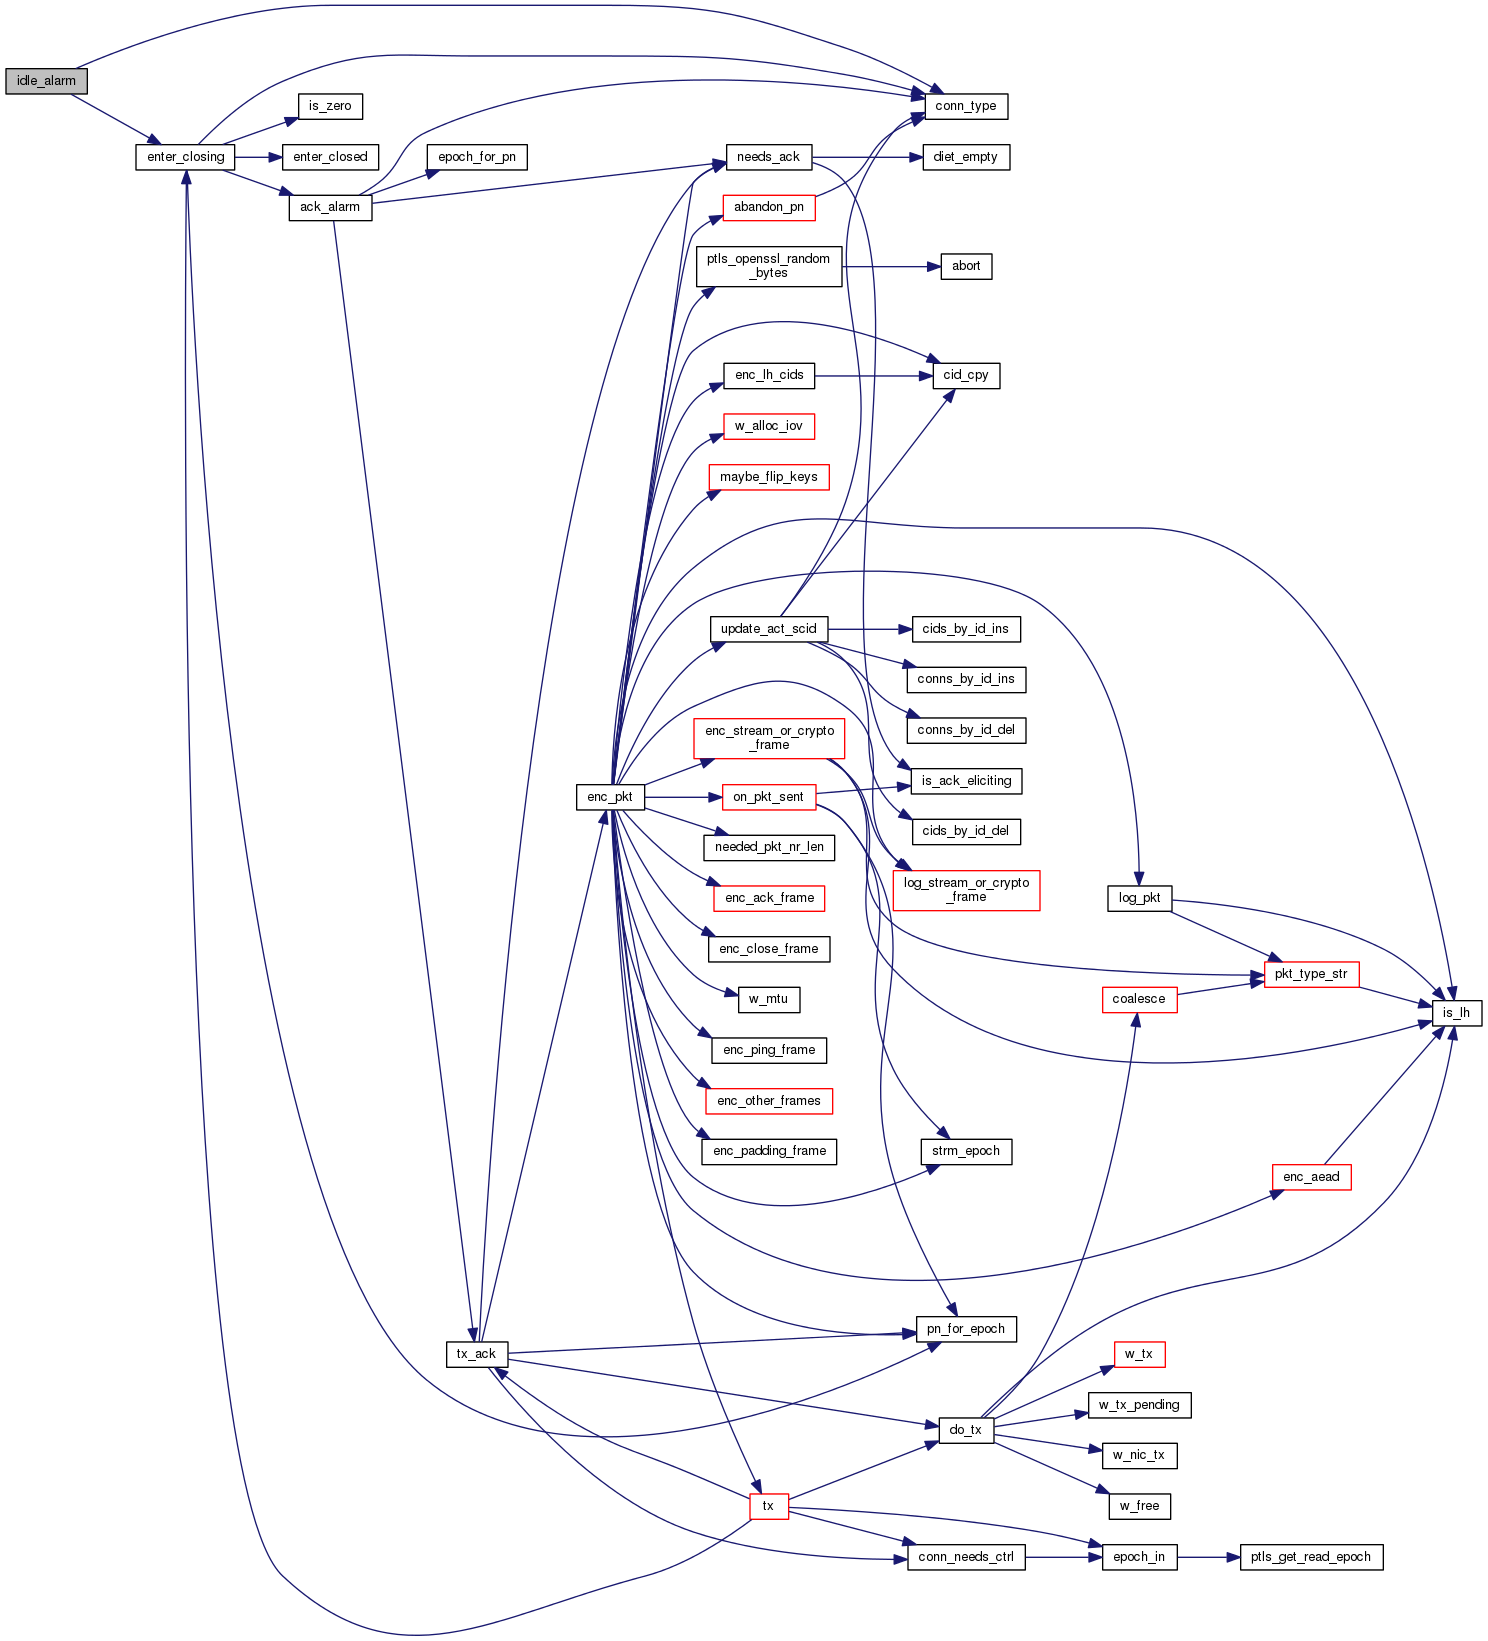 idle_alarm
conn_type
is_zero
enter_closing
enter_closed
epoch_for_pn
needs_ack
diet_empty
ack_alarm
abandon_pn
ptls_openssl_random
_bytes
abort
enc_lh_cids
cid_cpy
w_alloc_iov
maybe_flip_keys
update_act_scid
cids_by_id_ins
conns_by_id_ins
conns_by_id_del
enc_stream_or_crypto
_frame
is_ack_eliciting
enc_pkt
on_pkt_sent
cids_by_id_del
needed_pkt_nr_len
log_stream_or_crypto
_frame
enc_ack_frame
log_pkt
enc_close_frame
pkt_type_str
w_mtu
coalesce
is_lh
enc_ping_frame
enc_other_frames
enc_padding_frame
strm_epoch
enc_aead
pn_for_epoch
tx_ack
w_tx
w_tx_pending
do_tx
w_nic_tx
tx
w_free
conn_needs_ctrl
epoch_in
ptls_get_read_epoch